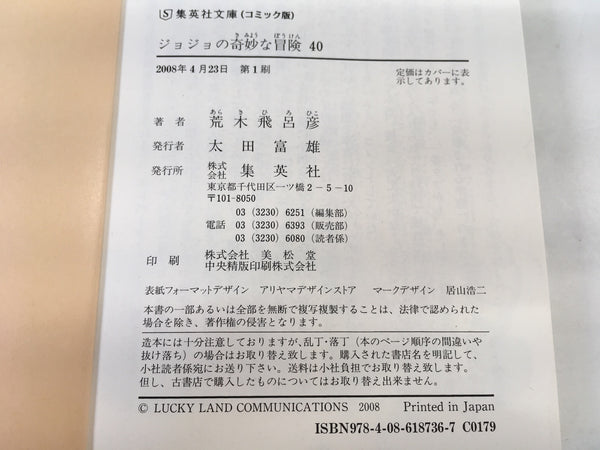 S 集英社文庫(コミック版)
ジョジョの奇妙な冒険 40
きみょう ぼうけん
2008年4月23日 第1刷
定価はカバーに表
示してあります。
著者 荒木飛呂彦
あら き ひ ろ ひこ
発行者 太田富雄
発行所 株式会社 集英社
東京都千代田区一ツ橋2-5-10
〒101-8050
03 (3230) 6251 (編集部)
電話 03 (3230) 6393 (販売部)
03 (3230) 6080 (読者係)
印刷 株式会社 美松堂
中央精版印刷株式会社
表紙フォーマットデザイン アリヤマデザインストア マークデザイン 居山浩二
本書の一部あるいは全部を無断で複写複製することは、法律で認められた
場合を除き、著作権の侵害となります。
造本には十分注意しておりますが、乱丁・落丁(本のページ順序の間違いや
抜け落ち)の場合はお取り替え致します。購入された書店名を明記して、
小社読者係宛にお送り下さい。送料は小社負担でお取り替え致します。
但し、古書店で購入したものについてはお取り替え出来ません。
© LUCKY LAND COMMUNICATIONS 2008 Printed in Japan
ISBN978-4-08-618736-7 C0179